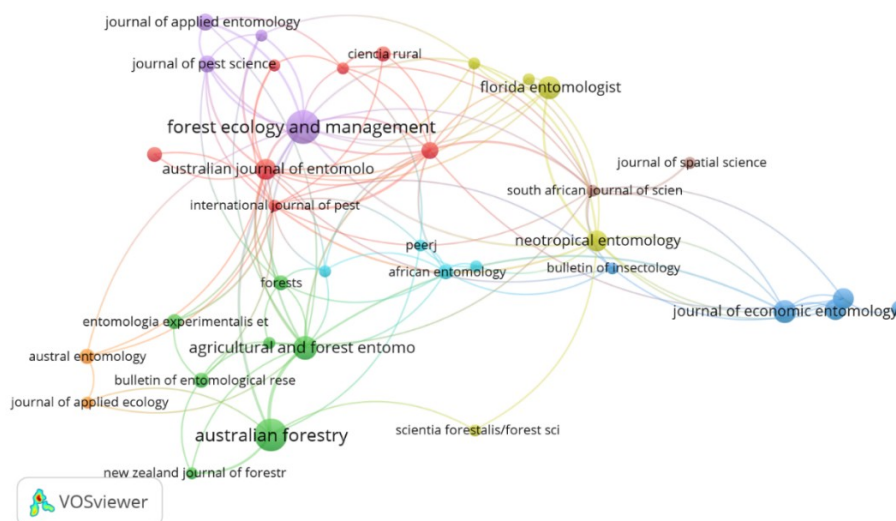 journal of applied entomology
journal of pest science
ciencia rural
florida entomologist
forest ecology and management
australian journal of entomolo
journal of spatial science
south african journal of scien
international journal of pest
peerj
neotropical entomology
african entomology
bulletin of insectology
forests
journal of economic entomology
entomologia experimentalis et
agricultural and forest entomo
austral entomology
bulletin of entomological rese
journal of applied ecology
australian forestry
scientia forestalis/forest sci
new zealand journal of forestr
VOSviewer